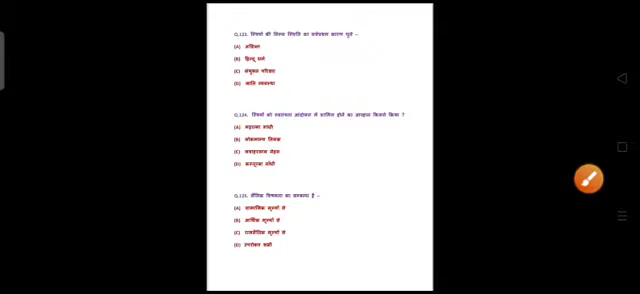 Q.123. स्त्रियों की निम्न स्थिति का सर्वप्रथम कारण
(A) अशिक्षा
(B) हिन्दू धर्म
(C) संयुक्त परिवार
(D) जाति व्यवस्था
Q.124. स्त्रियों को स्वतंत्रता आंदोलन में शामिल होने का आव्हान किसने किया ?
(A) महात्मा गांधी
(B) लोकमान्य तिलक
(C) जवाहरलाल नेहरू
(D) कस्तूरबा गांधी
Q.125. लैंगिक विषमता का सम्बन्ध है :-
(A) सामाजिक मूल्यों से
(B) आर्थिक मूल्यों से
(C) राजनैतिक मूल्यों से
(D) उपरोक्त सभी